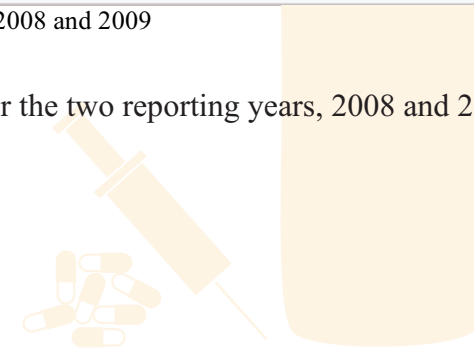 2008 and 2009
r the two reporting years, 2008 and 2